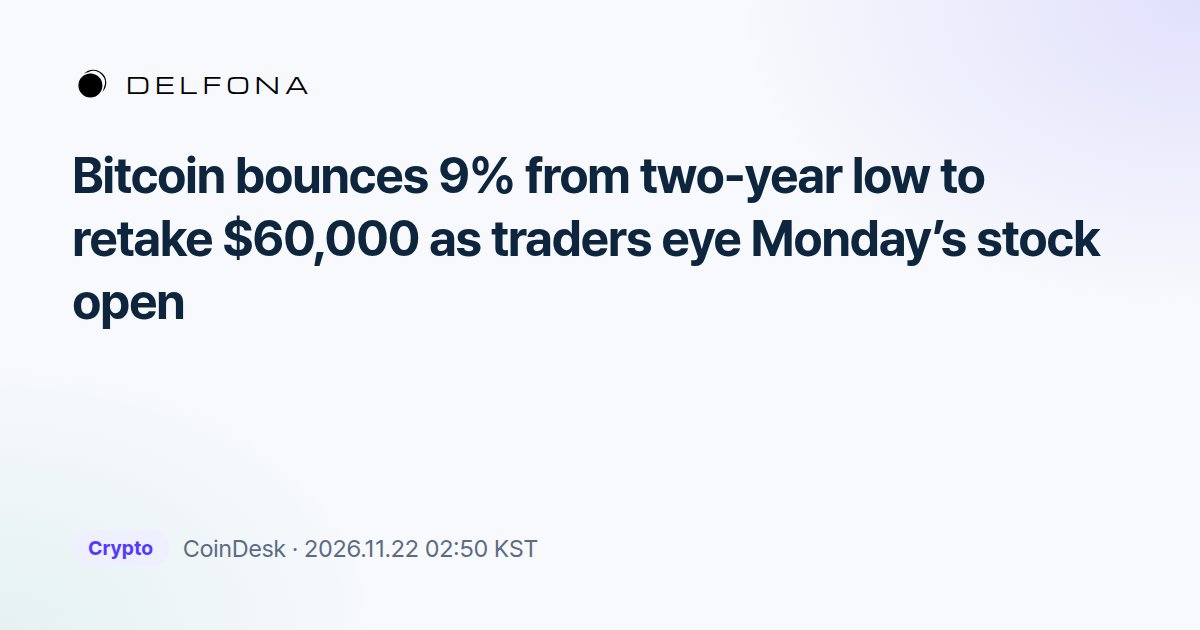 DELFONA
Bitcoin bounces 9% from two-year low to
retake $60,000 as traders eye Monday’s stock
open
Crypto CoinDesk · 2026.11.22 02:50 KST